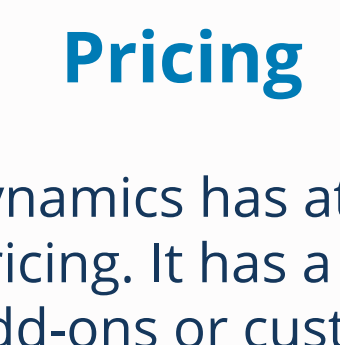 Pricing
ynamics has at
ricing. It has a
dd-ons or cust